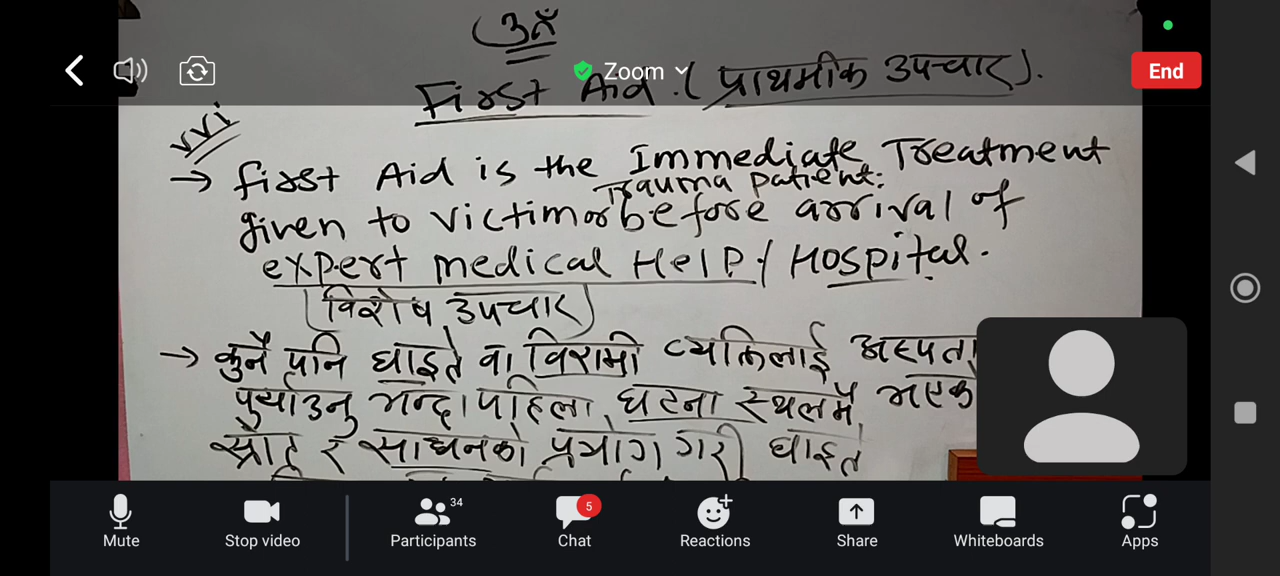 Zoom
End
First Aid. (प्राथमीक उपचार).
vvi
→ first Aid is the Immediate Treatment
Trauma patient:
given to victim or before arrival of
expert medical Help / Hospital.
(विशेष उपचार)
→ कुनै पनि घाइते वा विरामी व्यक्तिलाई अस्पता
पुर्याउनु भन्दा पहिला, घटना स्थलमै भएक
स्रोत र साधनको प्रयोग गरी घाइते
34
5
Mute
Stop video
Participants
Chat
Reactions
Share
Whiteboards
Apps